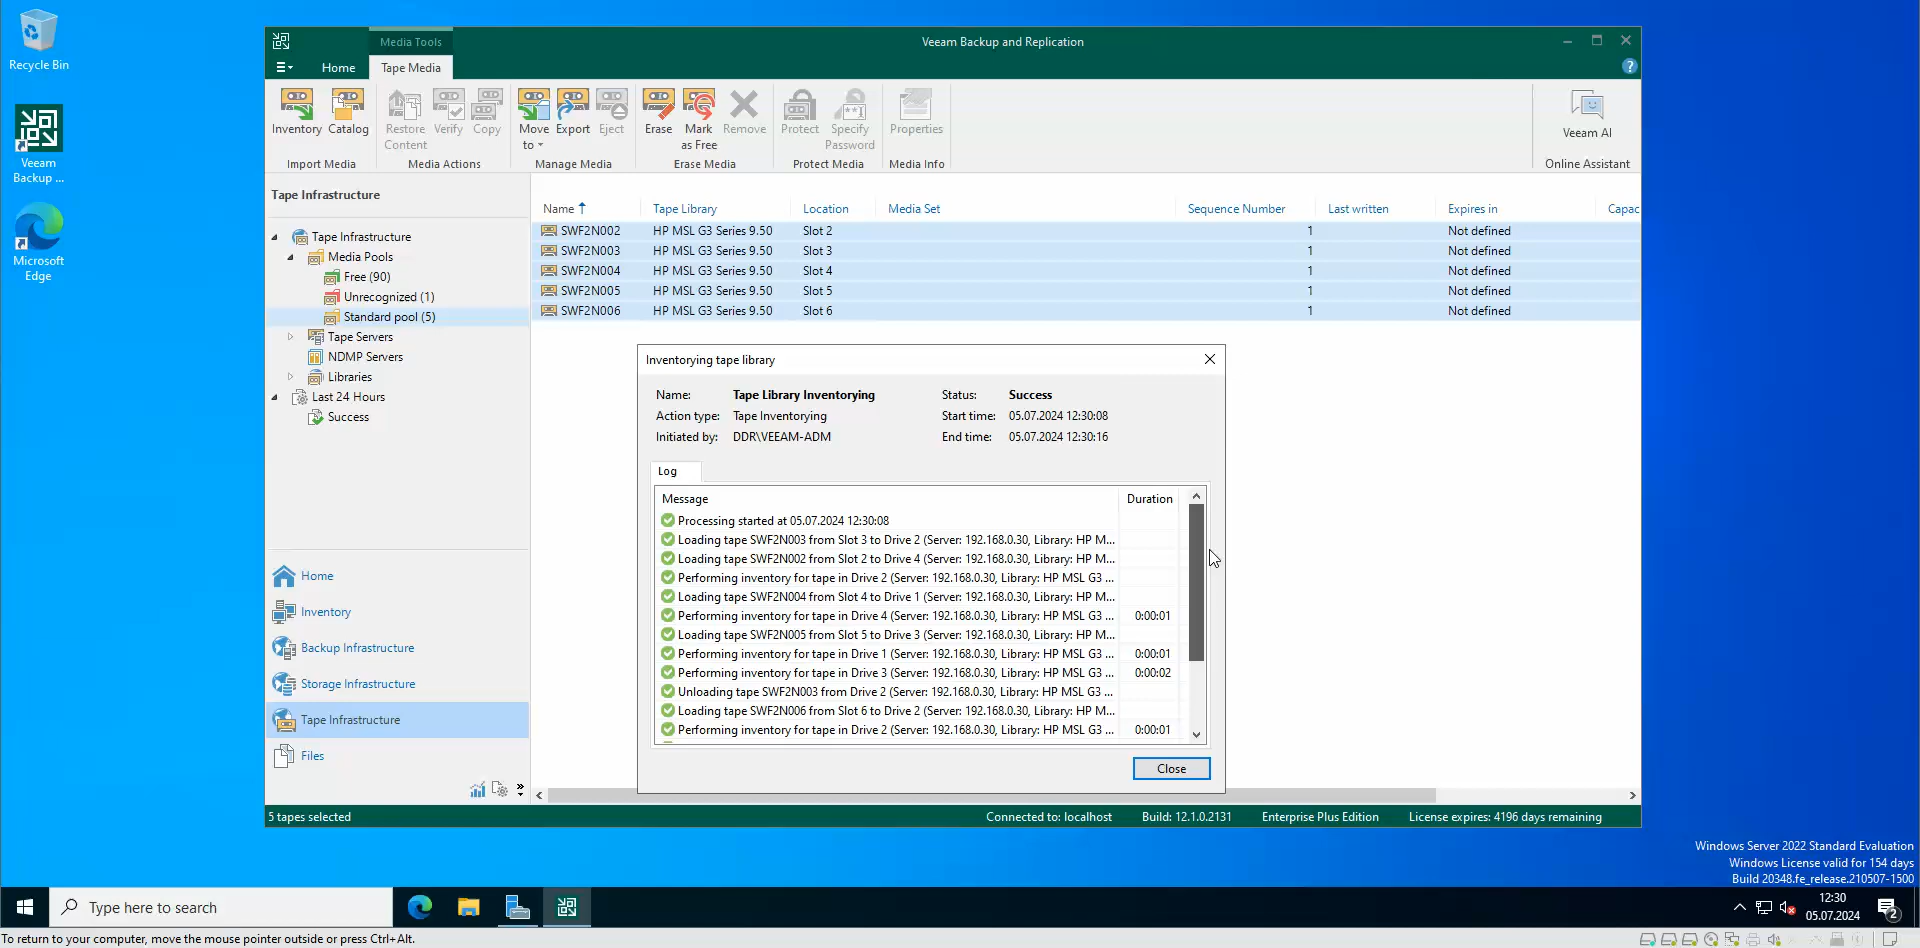 Recycle Bin
Veeam
Backup ...
Microsoft
Edge
Media Tools
Veeam Backup and Replication
Home
Tape Media
Inventory
Catalog
Restore
Content
Verify
Copy
Move
to
Export
Eject
Erase
Mark
as Free
Remove
Protect
Specify
Password
Properties
Veeam AI
Import Media
Media Actions
Manage Media
Erase Media
Protect Media
Media Info
Online Assistant
Tape Infrastructure
Tape Infrastructure
Media Pools
Free (90)
Unrecognized (1)
Standard pool (5)
Tape Servers
NDMP Servers
Libraries
Last 24 Hours
Success
Home
Inventory
Backup Infrastructure
Storage Infrastructure
Tape Infrastructure
Files
Name Tape Library Location Media Set Sequence Number Last written Expires in Capac
SWF2N002 HP MSL G3 Series 9.50 Slot 2 1 Not defined
SWF2N003 HP MSL G3 Series 9.50 Slot 3 1 Not defined
SWF2N004 HP MSL G3 Series 9.50 Slot 4 1 Not defined
SWF2N005 HP MSL G3 Series 9.50 Slot 5 1 Not defined
SWF2N006 HP MSL G3 Series 9.50 Slot 6 1 Not defined
Inventorying tape library
Name: Tape Library Inventorying Status: Success
Action type: Tape Inventorying Start time: 05.07.2024 12:30:08
Initiated by: DDR\VEEAM-ADM End time: 05.07.2024 12:30:16
Log
Message Duration
Processing started at 05.07.2024 12:30:08
Loading tape SWF2N003 from Slot 3 to Drive 2 (Server: 192.168.0.30, Library: HP M...
Loading tape SWF2N002 from Slot 2 to Drive 4 (Server: 192.168.0.30, Library: HP M...
Performing inventory for tape in Drive 2 (Server: 192.168.0.30, Library: HP MSL G3 ...
Loading tape SWF2N004 from Slot 4 to Drive 1 (Server: 192.168.0.30, Library: HP M...
Performing inventory for tape in Drive 4 (Server: 192.168.0.30, Library: HP MSL G3 ... 0:00:01
Loading tape SWF2N005 from Slot 5 to Drive 3 (Server: 192.168.0.30, Library: HP M...
Performing inventory for tape in Drive 1 (Server: 192.168.0.30, Library: HP MSL G3 ... 0:00:01
Performing inventory for tape in Drive 3 (Server: 192.168.0.30, Library: HP MSL G3 ... 0:00:02
Unloading tape SWF2N003 from Drive 2 (Server: 192.168.0.30, Library: HP MSL G3 ...
Loading tape SWF2N006 from Slot 6 to Drive 2 (Server: 192.168.0.30, Library: HP M...
Performing inventory for tape in Drive 2 (Server: 192.168.0.30, Library: HP MSL G3 ... 0:00:01
Close
5 tapes selected
Connected to: localhost
Build: 12.1.0.2131
Enterprise Plus Edition
License expires: 4196 days remaining
Windows Server 2022 Standard Evaluation
Windows License valid for 154 days
Build 20348.fe_release.210507-1500
Type here to search
12:30
05.07.2024
2
To return to your computer, move the mouse pointer outside or press Ctrl+Alt.